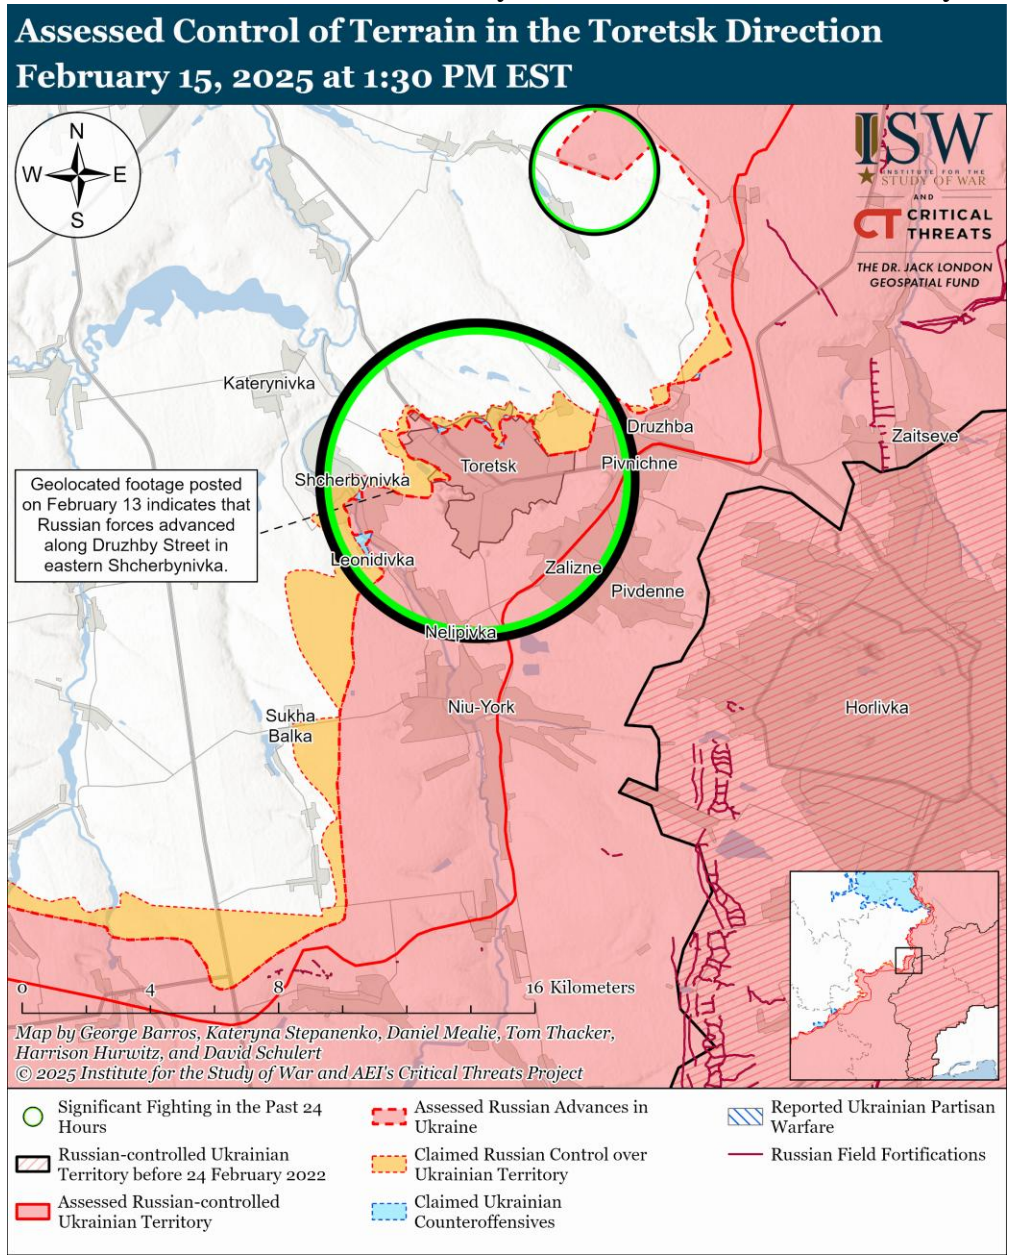 Assessed Control of Terrain in the Toretsk Direction
February 15, 2025 at 1:30 PM EST
N
W E
S
ISW
INSTITUTE FOR THE
STUDY OF WAR
AND
CT CRITICAL
THREATS
THE DR. JACK LONDON
GEOSPATIAL FUND
Katerynivka
Druzhba
Zaitseve
Toretsk
Pivnichne
Shcherbynivka
Geolocated footage posted
on February 13 indicates that
Russian forces advanced
along Druzhby Street in
eastern Shcherbynivka.
Leonidivka
Zalizne
Pivdenne
Nelipivka
Niu-York
Horlivka
Sukha
Balka
0 4 8 16 Kilometers
Map by George Barros, Kateryna Stepanenko, Daniel Mealie, Tom Thacker,
Harrison Hurwitz, and David Schulert
© 2025 Institute for the Study of War and AEI's Critical Threats Project
Significant Fighting in the Past 24
Hours
Russian-controlled Ukrainian
Territory before 24 February 2022
Assessed Russian-controlled
Ukrainian Territory
Assessed Russian Advances in
Ukraine
Claimed Russian Control over
Ukrainian Territory
Claimed Ukrainian
Counteroffensives
Reported Ukrainian Partisan
Warfare
Russian Field Fortifications